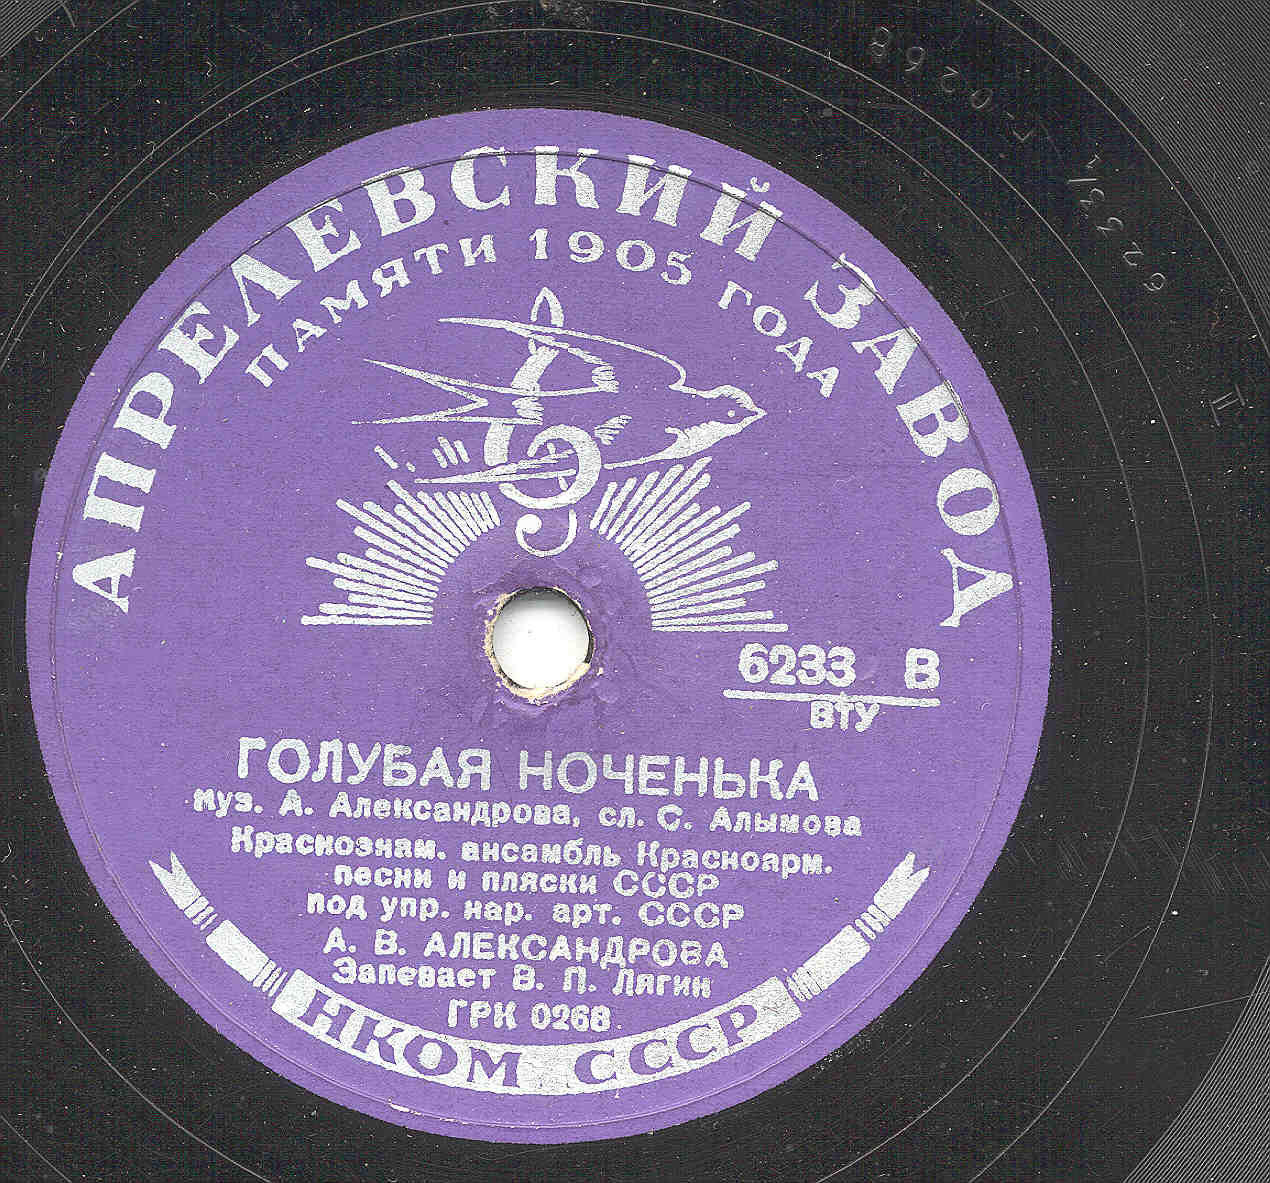 АПРЕЛЕВСКИЙ ЗАВОД
ПАМЯТИ 1905 ГОДА
6233 В
ВТУ
ГОЛУБАЯ НОЧЕНЬКА
муз. А. Александрова, сл. С. Алымова
Краснознам. ансамбль Красноарм.
песни и пляски СССР
под упр. нар. арт. СССР
А. В. АЛЕКСАНДРОВА
Запевает В. П. Лягин
ГРК 0268
НКОМ СССР